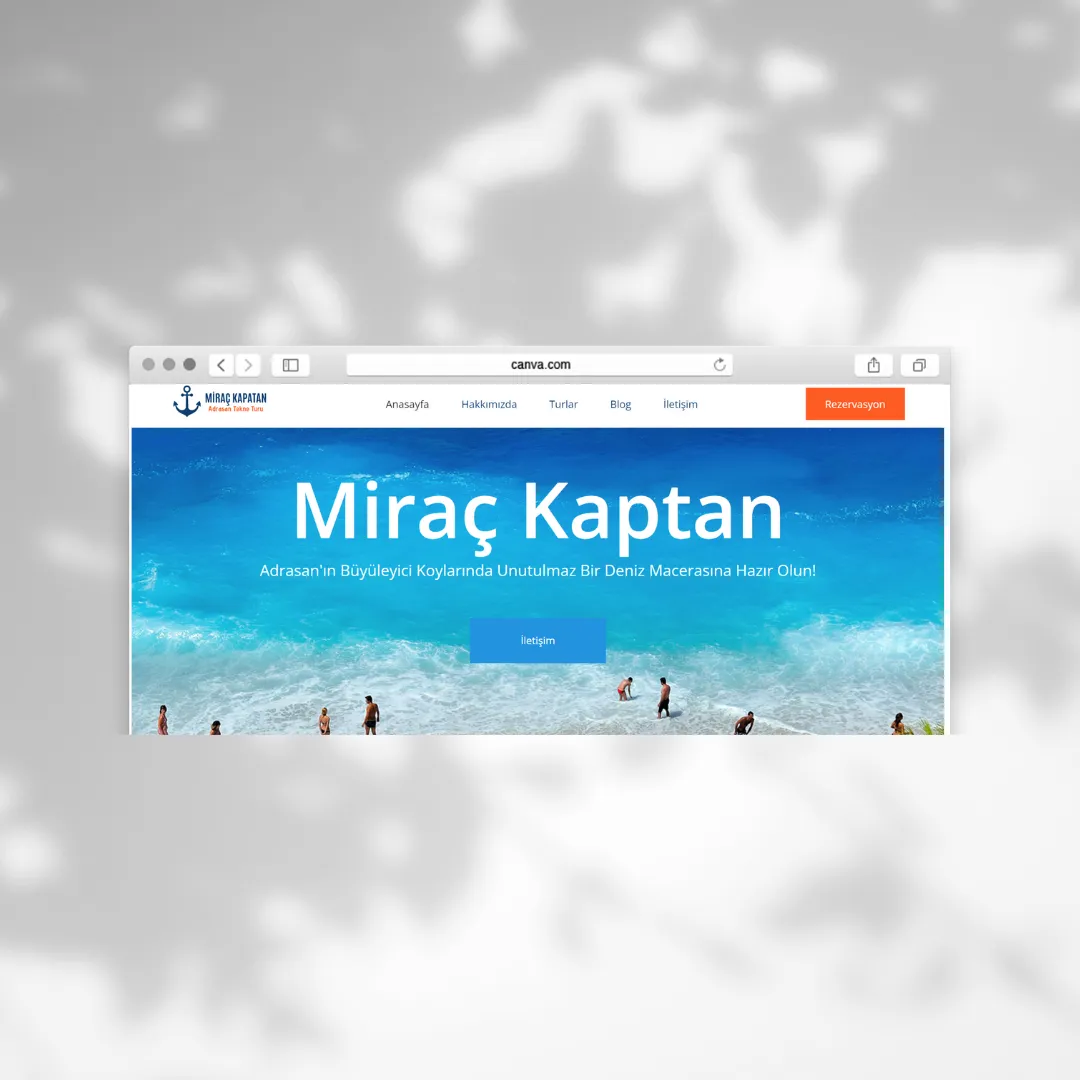 canva.com
MİRAÇ KAPATAN
Adrasan Tekne Turu
Anasayfa Hakkımızda Turlar Blog İletişim Rezervasyon
Miraç Kaptan
Adrasan'ın Büyüleyici Koylarında Unutulmaz Bir Deniz Macerasına Hazır Olun!
İletişim